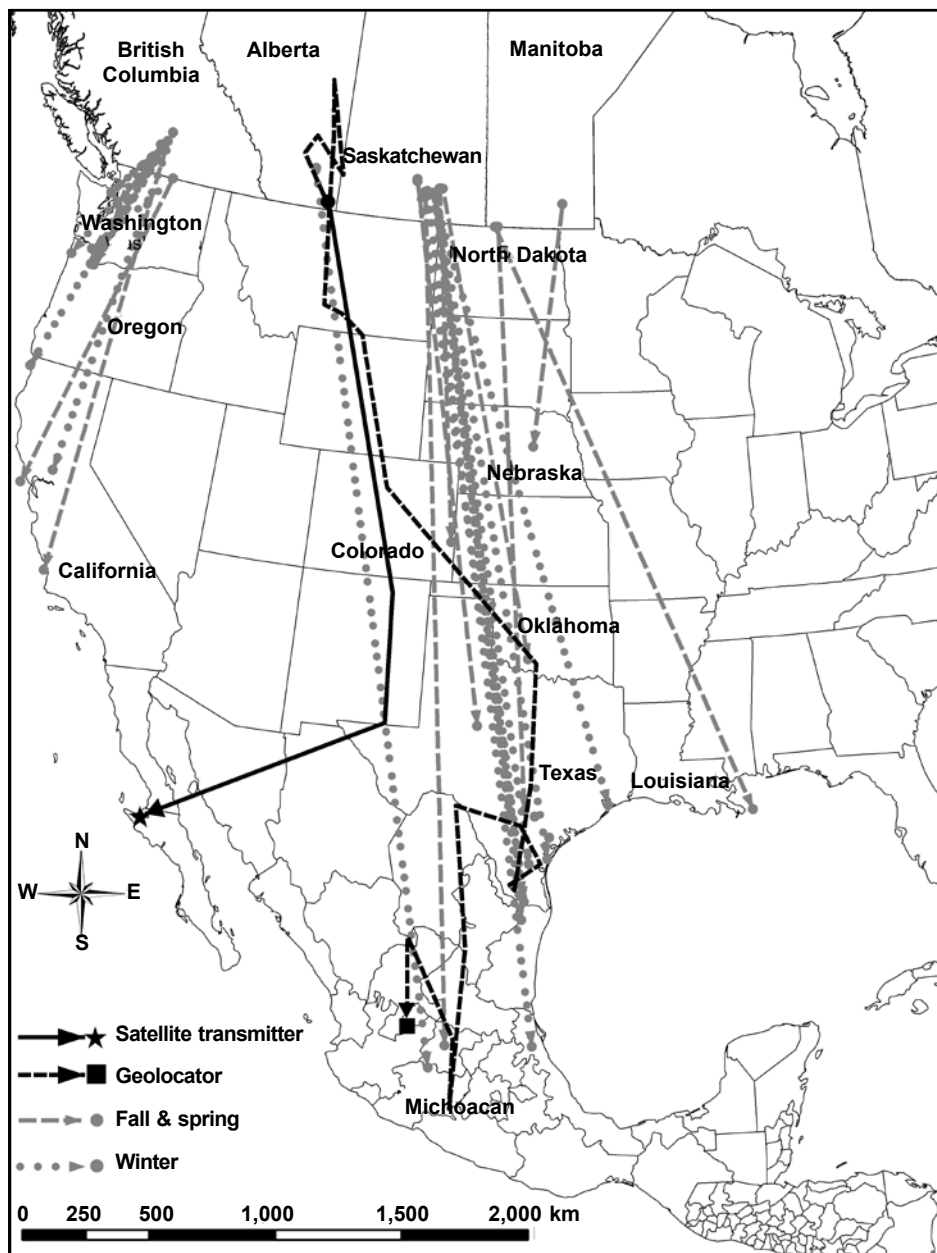 British
Columbia
Alberta
Manitoba
Saskatchewan
Washington
North Dakota
Oregon
Nebraska
Colorado
California
Oklahoma
Texas
Louisiana
N
W E
S
Satellite transmitter
Geolocator
Michoacan
Fall & spring
Winter
0 250 500 1,000 1,500 2,000 km